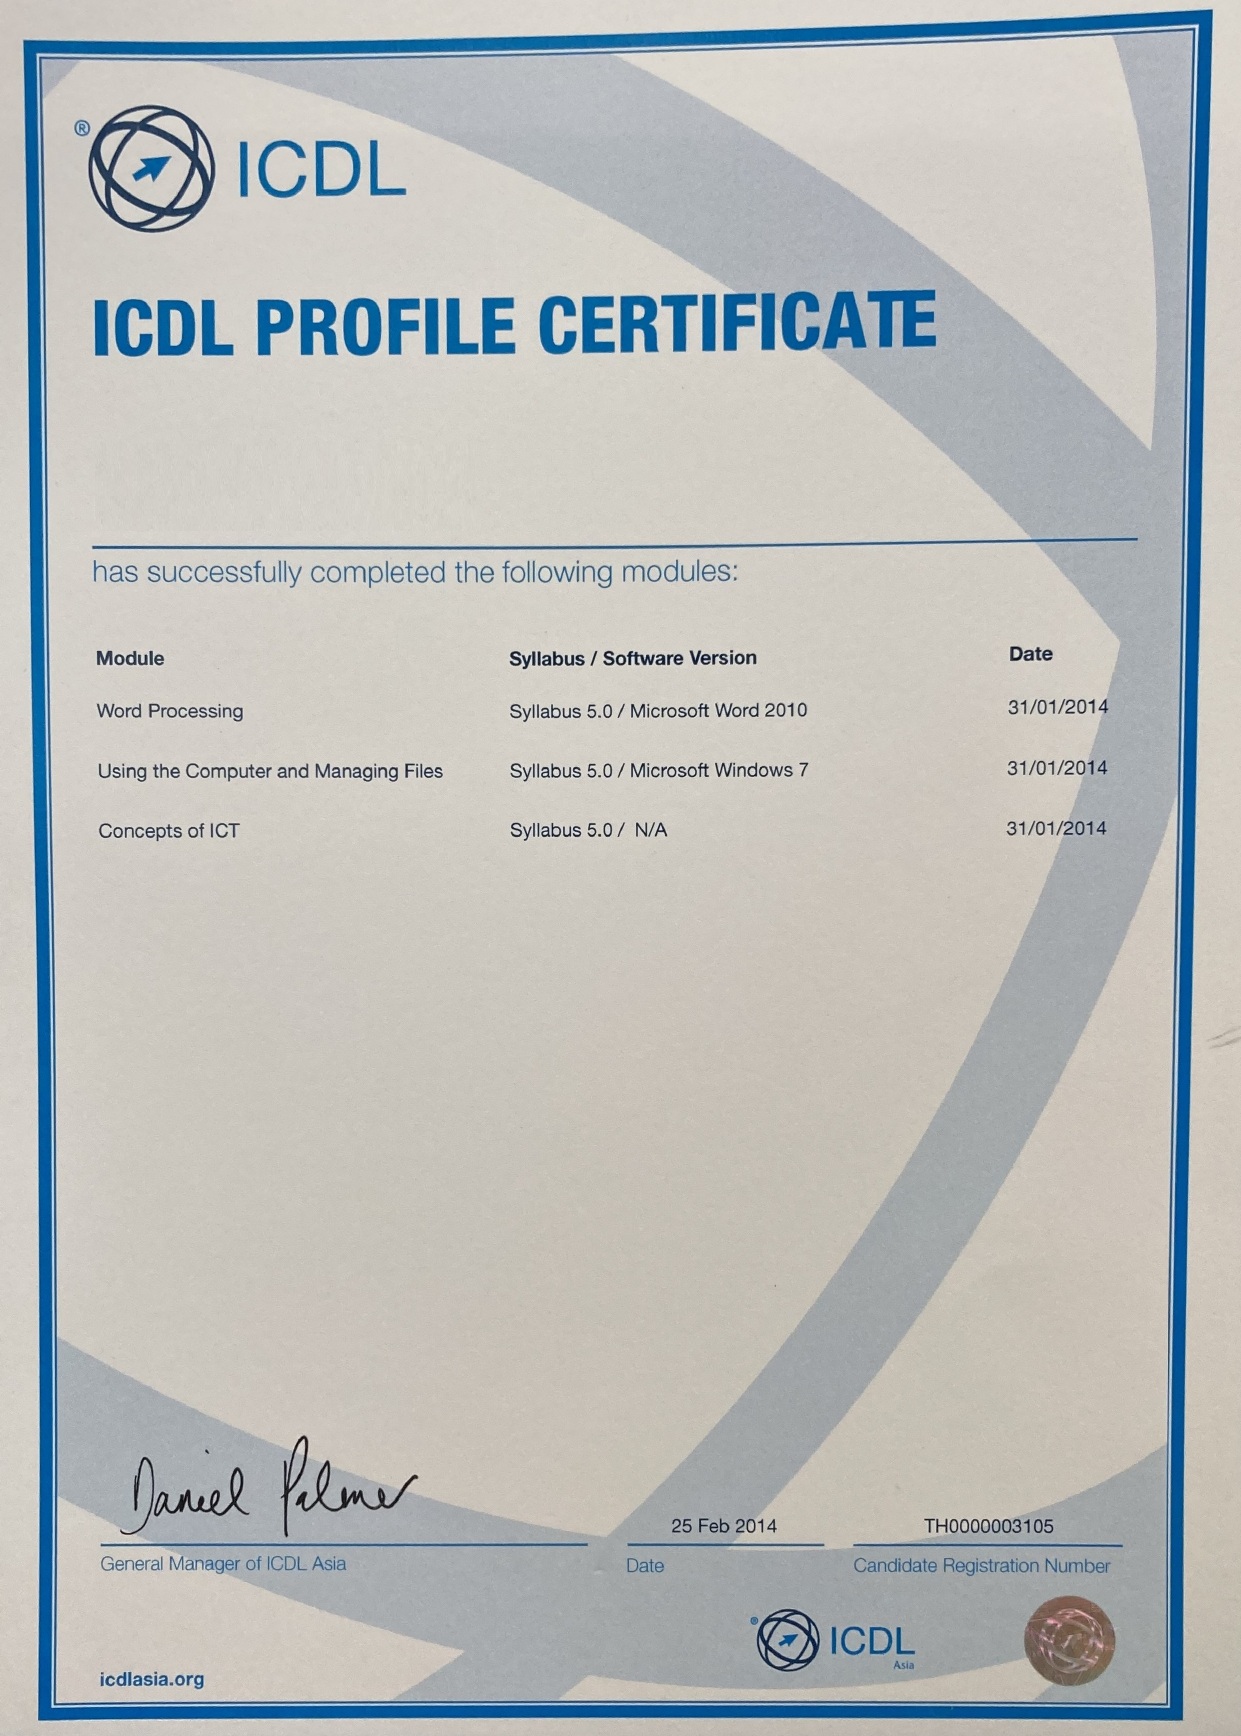 ® ICDL
ICDL PROFILE CERTIFICATE
has successfully completed the following modules:
Module Syllabus / Software Version Date
Word Processing Syllabus 5.0 / Microsoft Word 2010 31/01/2014
Using the Computer and Managing Files Syllabus 5.0 / Microsoft Windows 7 31/01/2014
Concepts of ICT Syllabus 5.0 / N/A 31/01/2014
Daniel Palmer
25 Feb 2014 TH0000003105
General Manager of ICDL Asia Date Candidate Registration Number
® ICDL
Asia
icdlasia.org